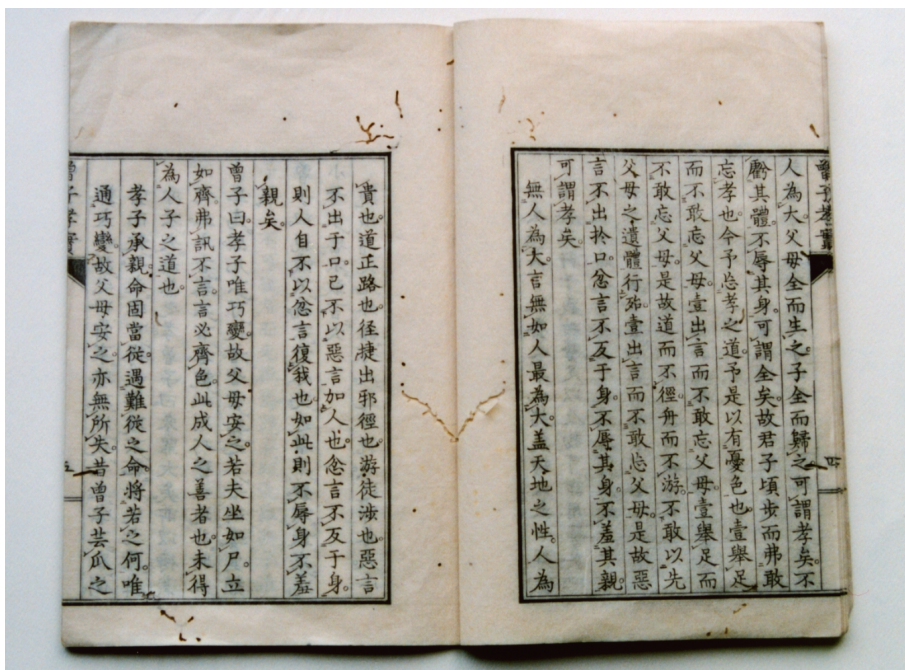 曾子孝實
四
人為大父母全而生之子全而歸之可謂孝矣不
虧其體不辱其身可謂全矣故君子頃步而弗敢
忘孝也今予忘孝之道予是以有憂色也壹舉足
而不敢忘父母壹出言而不敢忘父母壹舉足而
不敢忘父母是故道而不徑舟而不游不敢以先
父母之遺體行殆壹出言而不敢忘父母是故惡
言不出於口忿言不反于身不辱其身不羞其親
可謂孝矣
無人為大言無如人最為大盖天地之性人為
貴也道正路也徑捷出邪徑也游徒涉也惡言
不出于口己不以惡言加人也忿言不反于身
則人自不以忿言復我也如此則不辱身不羞
親矣
曾子曰孝子唯巧變故父母安之若夫坐如尸立
如齊弗訊不言言必齊色此成人之善者也未得
為人子之道也
孝子承親命固當從遇難從之命將若之何唯
通巧變故父母安之亦無所失昔曾子芸瓜之
曾子孝實
五